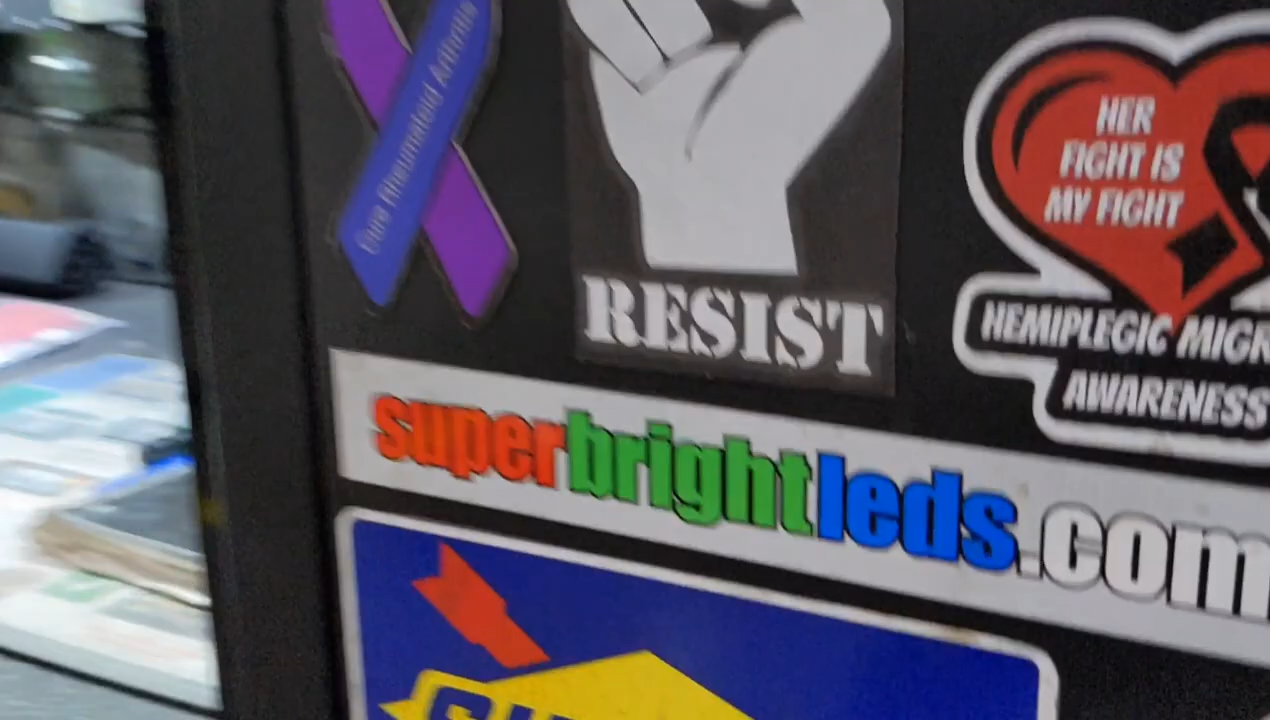 Cure Rheumatoid Arthritis
RESIST
HER
FIGHT IS
MY FIGHT
HEMIPLEGIC MIGR
AWARENESS
superbrightleds.com